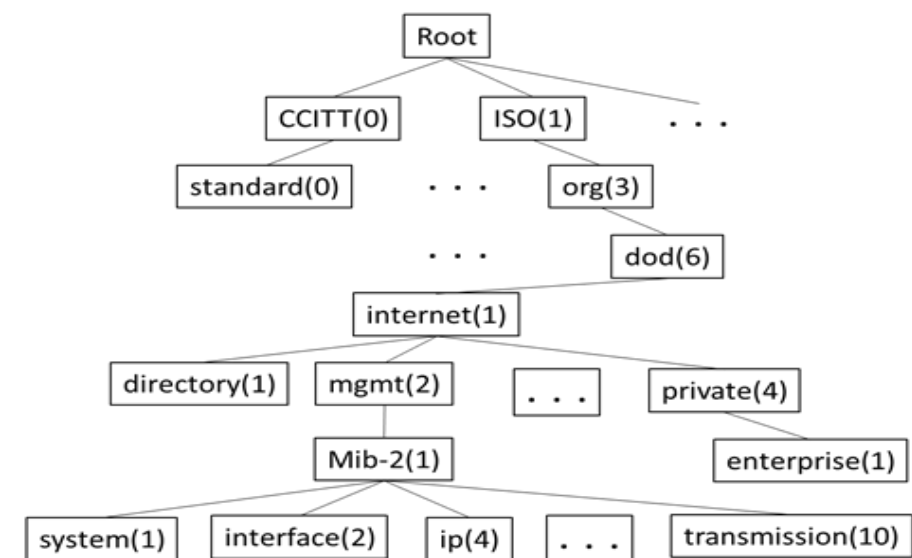 Root
CCITT(0) ISO(1) . . .
standard(0) . . . org(3)
. . . dod(6)
internet(1)
directory(1) mgmt(2) . . . private(4)
Mib-2(1) enterprise(1)
system(1) interface(2) ip(4) . . . transmission(10)